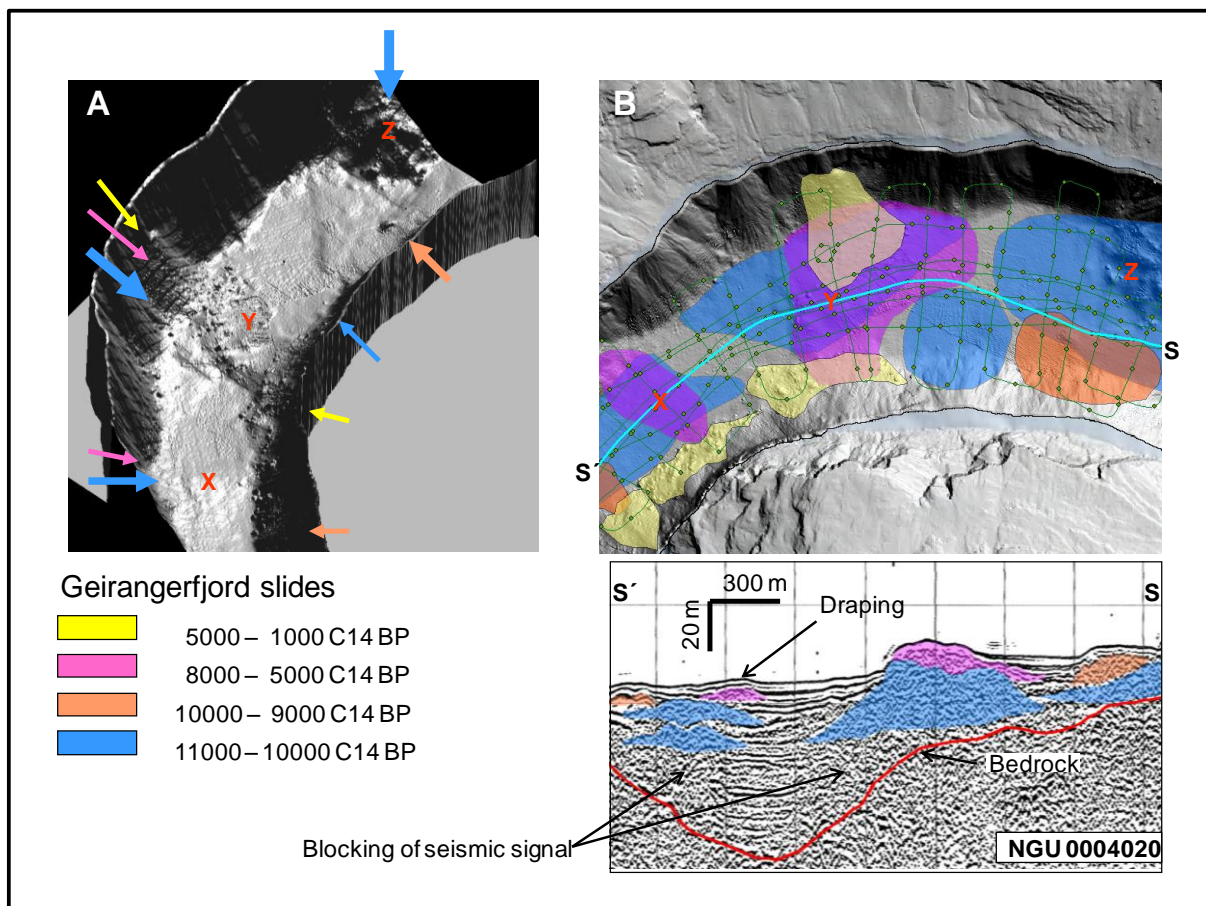 A
Z
Y
X
B
Z
Y
X
S
S´
Geirangerfjord slides
5000 – 1000 C14 BP
8000 – 5000 C14 BP
10000 – 9000 C14 BP
11000 – 10000 C14 BP
S´
300 m
20 m
Draping
S
Bedrock
Blocking of seismic signal
NGU 0004020